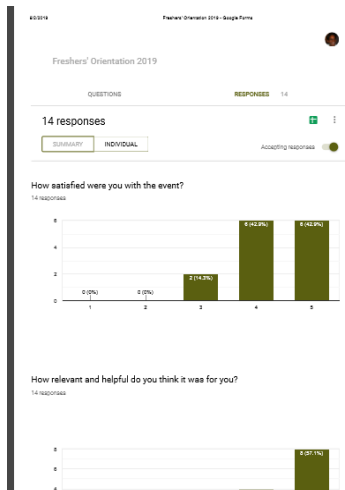 8/2/2019 Freshers' Orientation 2019 - Google Forms
Freshers' Orientation 2019
QUESTIONS RESPONSES 14
14 responses
SUMMARY INDIVIDUAL Accepting responses
How satisfied were you with the event?
14 responses
6
4
2
0
0 (0%) 0 (0%) 2 (14.3%) 6 (42.9%) 6 (42.9%)
1 2 3 4 5
How relevant and helpful do you think it was for you?
14 responses
8
6
4
8 (57.1%)